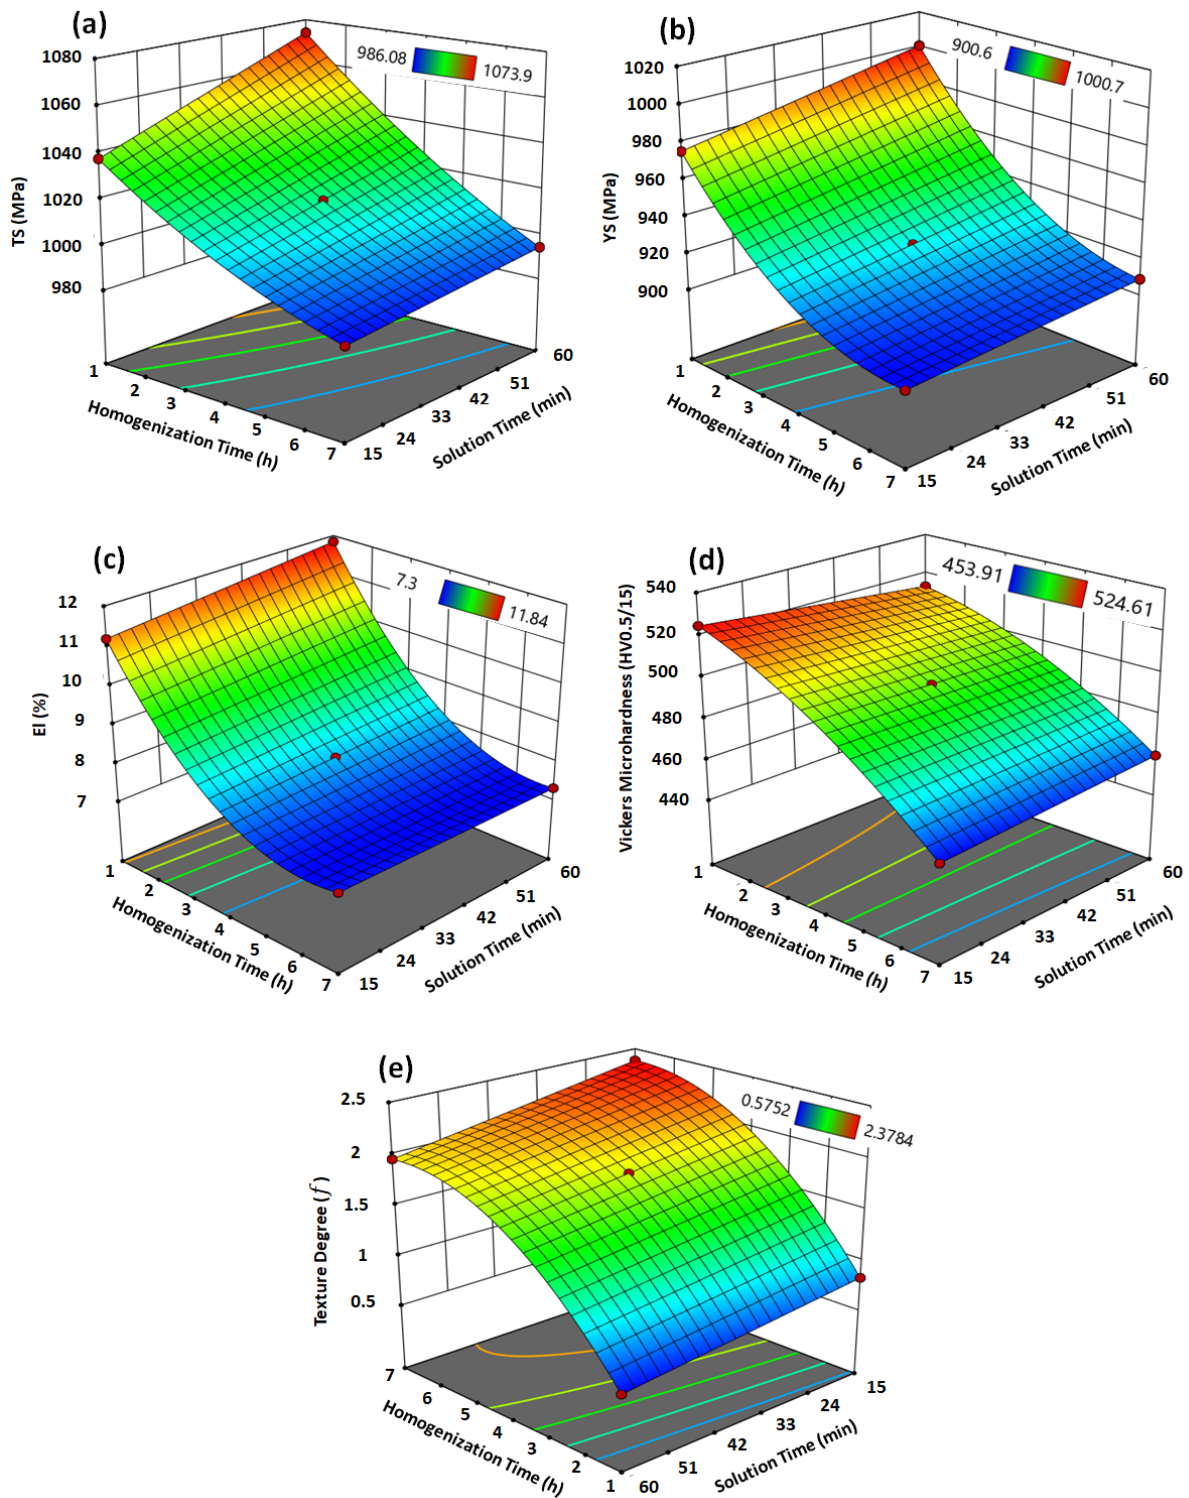 (a)
986.08 1073.9
1080
1060
1040
1020
1000
980
TS (MPa)
1 2 3 4 5 6 7
Homogenization Time (h)
15 24 33 42 51 60
Solution Time (min)
(b)
900.6 1000.7
1020
1000
980
960
940
920
900
YS (MPa)
1 2 3 4 5 6 7
Homogenization Time (h)
15 24 33 42 51 60
Solution Time (min)
(c)
7.3 11.84
12
11
10
9
8
7
El (%)
1 2 3 4 5 6 7
Homogenization Time (h)
15 24 33 42 51 60
Solution Time (min)
(d)
453.91 524.61
540
520
500
480
460
440
Vickers Microhardness (HV0.5/15)
1 2 3 4 5 6 7
Homogenization Time (h)
15 24 33 42 51 60
Solution Time (min)
(e)
0.5752 2.3784
2.5
2
1.5
1
0.5
Texture Degree (f)
7 6 5 4 3 2 1
Homogenization Time (h)
60 51 42 33 24 15
Solution Time (min)